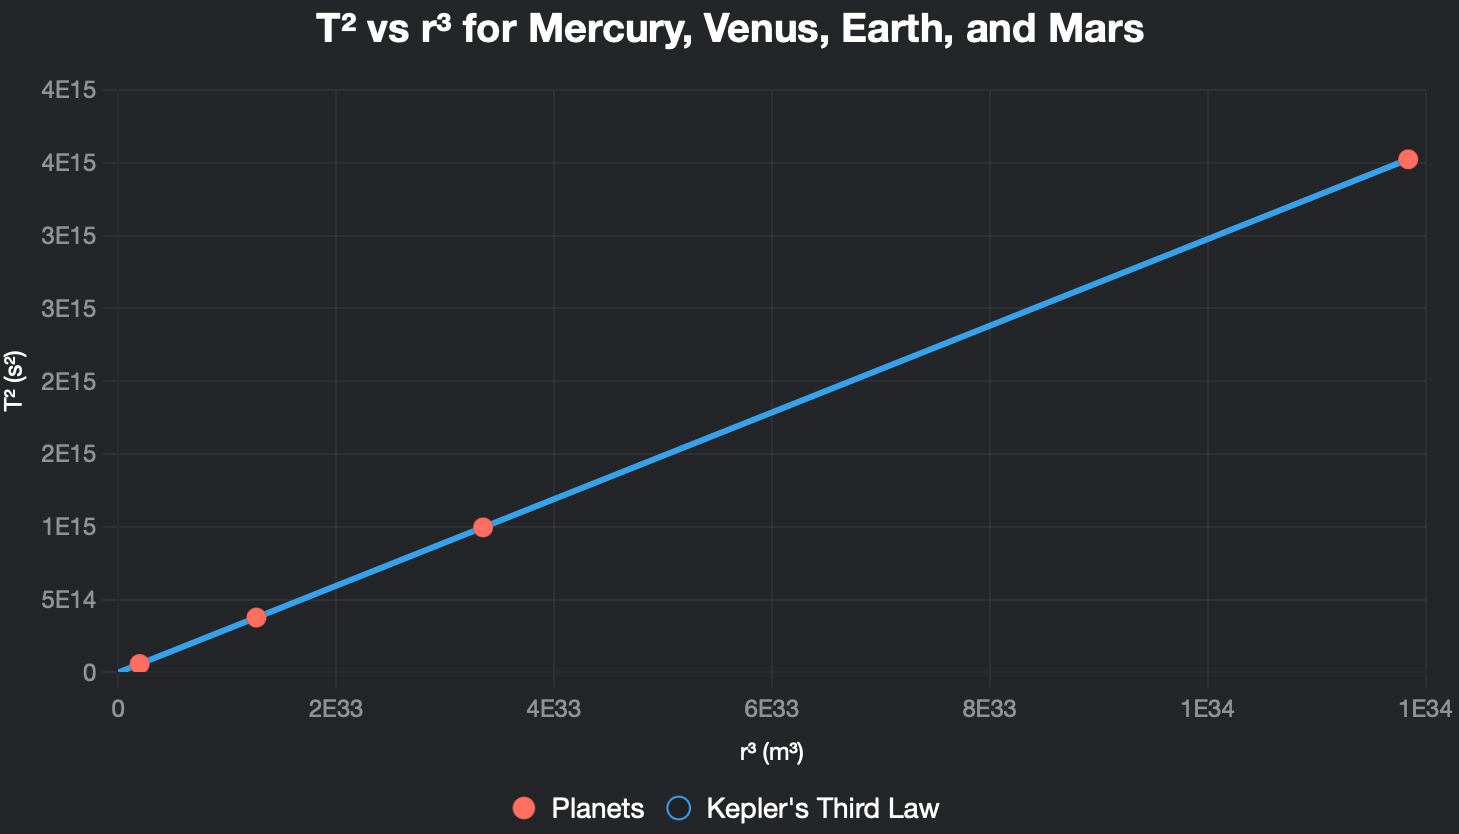 T² vs r³ for Mercury, Venus, Earth, and Mars
4E15
4E15
3E15
3E15
2E15
2E15
1E15
5E14
0
T² (s²)
0 2E33 4E33 6E33 8E33 1E34 1E34
r³ (m³)
Planets Kepler's Third Law